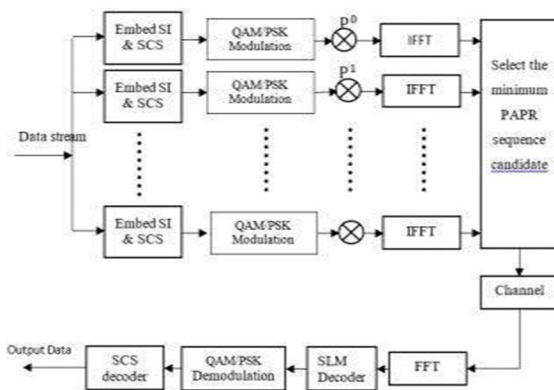 Embed SI
& SCS
QAM/PSK
Modulation
P0
IFFT
Embed SI
& SCS
QAM/PSK
Modulation
P1
IFFT
Select the
minimum
PAPR
sequence
candidate
Data stream
Embed SI
& SCS
QAM/PSK
Modulation
IFFT
Channel
Output Data
SCS
decoder
QAM/PSK
Demodulation
SLM
Decoder
FFT